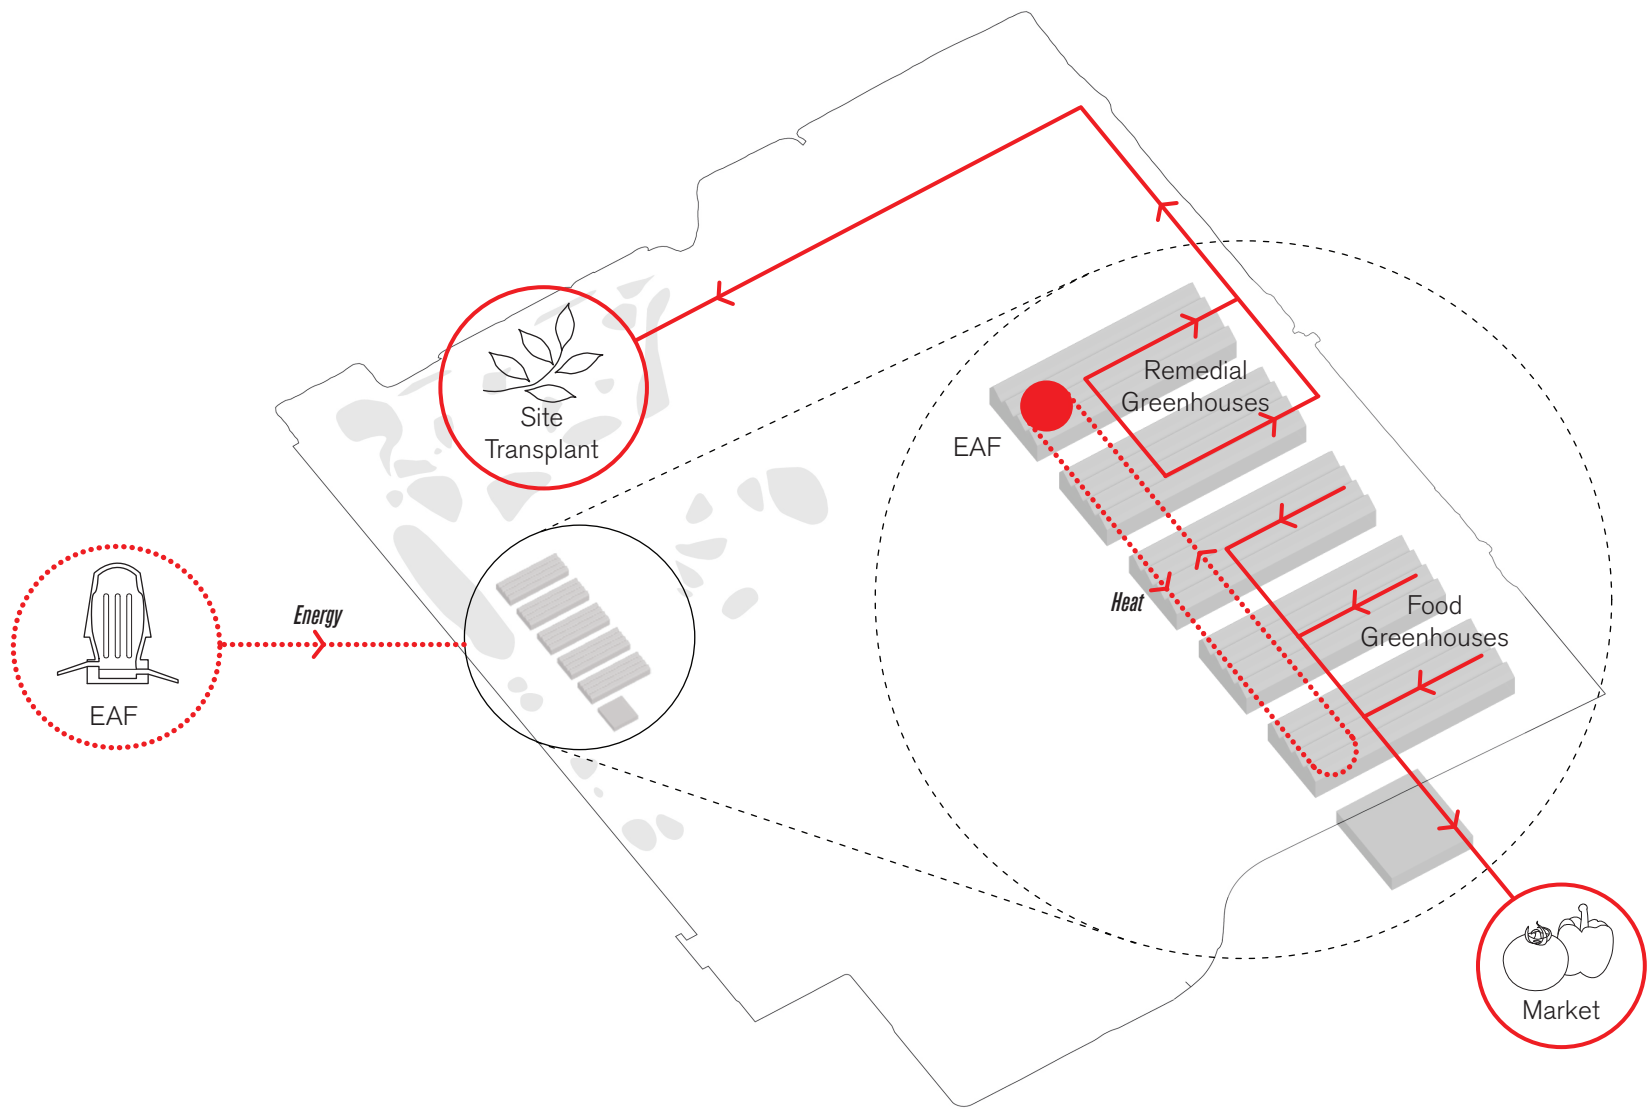 Remedial
Greenhouses
Site
Transplant
EAF
Heat
Food
Greenhouses
Energy
EAF
Market